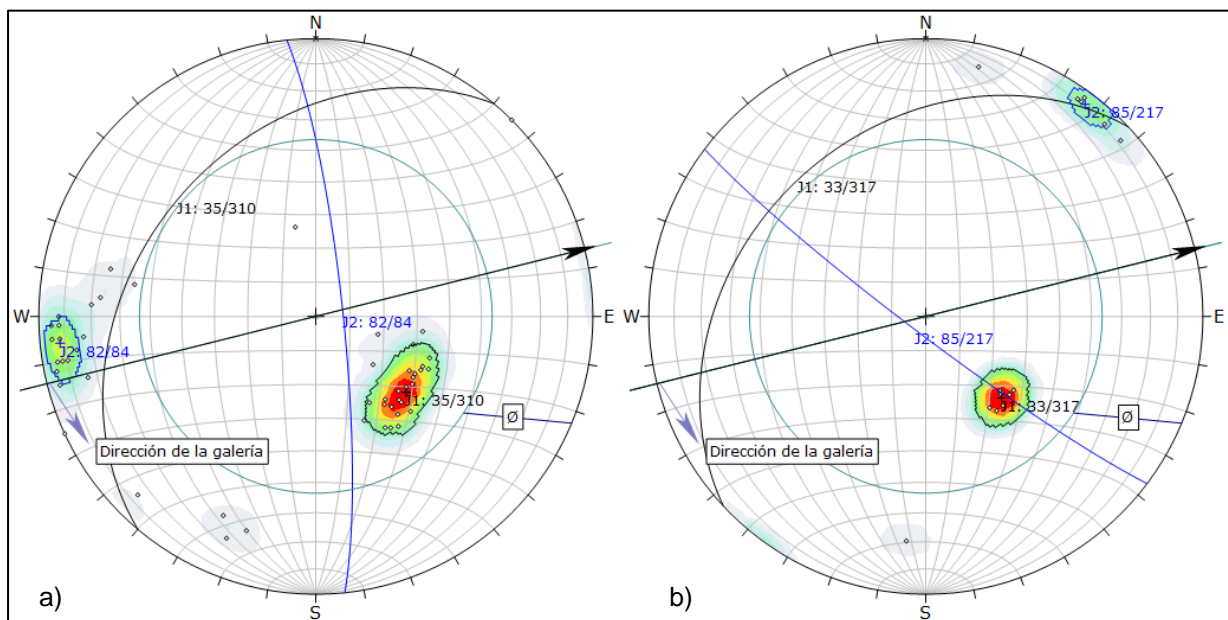 N
J1: 35/310
W
E
J2: 82/84
J2: 82/84
J1: 35/310
Ø
Dirección de la galería
S
a)
N
J2: 85/217
J1: 33/317
W
E
J2: 85/217
J1: 33/317
Ø
Dirección de la galería
S
b)